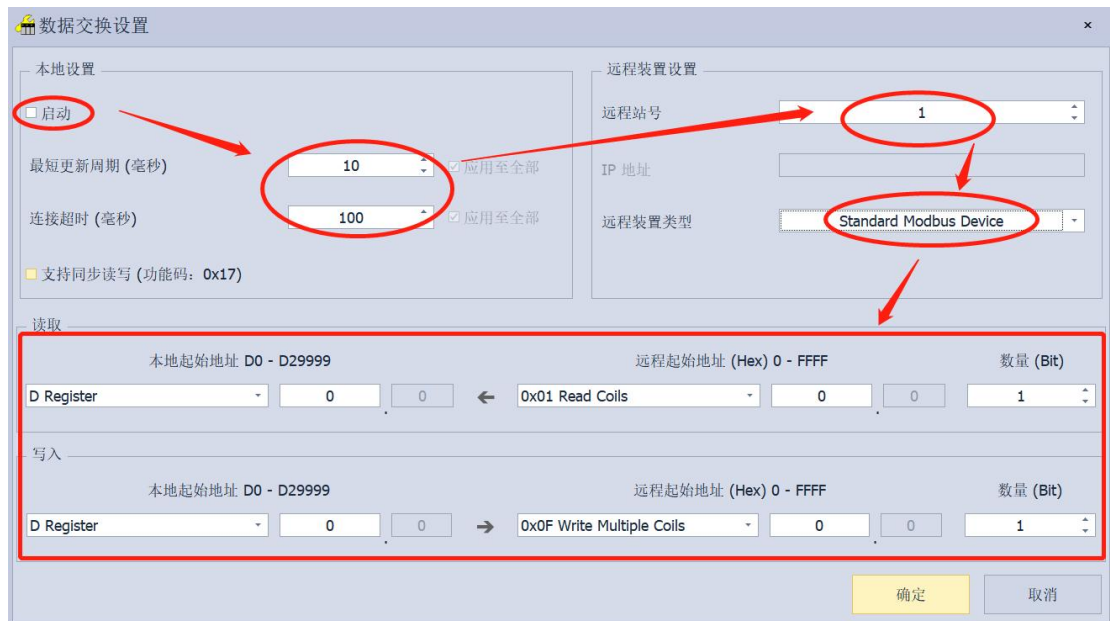 数据交换设置
本地设置
启动
最短更新周期 (毫秒) 10 应用至全部
连接超时 (毫秒) 100 应用至全部
支持同步读写 (功能码: 0x17)
远程装置设置
远程站号 1
IP 地址
远程装置类型 Standard Modbus Device
读取
本地起始地址 D0 - D29999 远程起始地址 (Hex) 0 - FFFF 数量 (Bit)
D Register 0 . 0 0x01 Read Coils 0 . 0 1
写入
本地起始地址 D0 - D29999 远程起始地址 (Hex) 0 - FFFF 数量 (Bit)
D Register 0 . 0 0x0F Write Multiple Coils 0 . 0 1
确定 取消